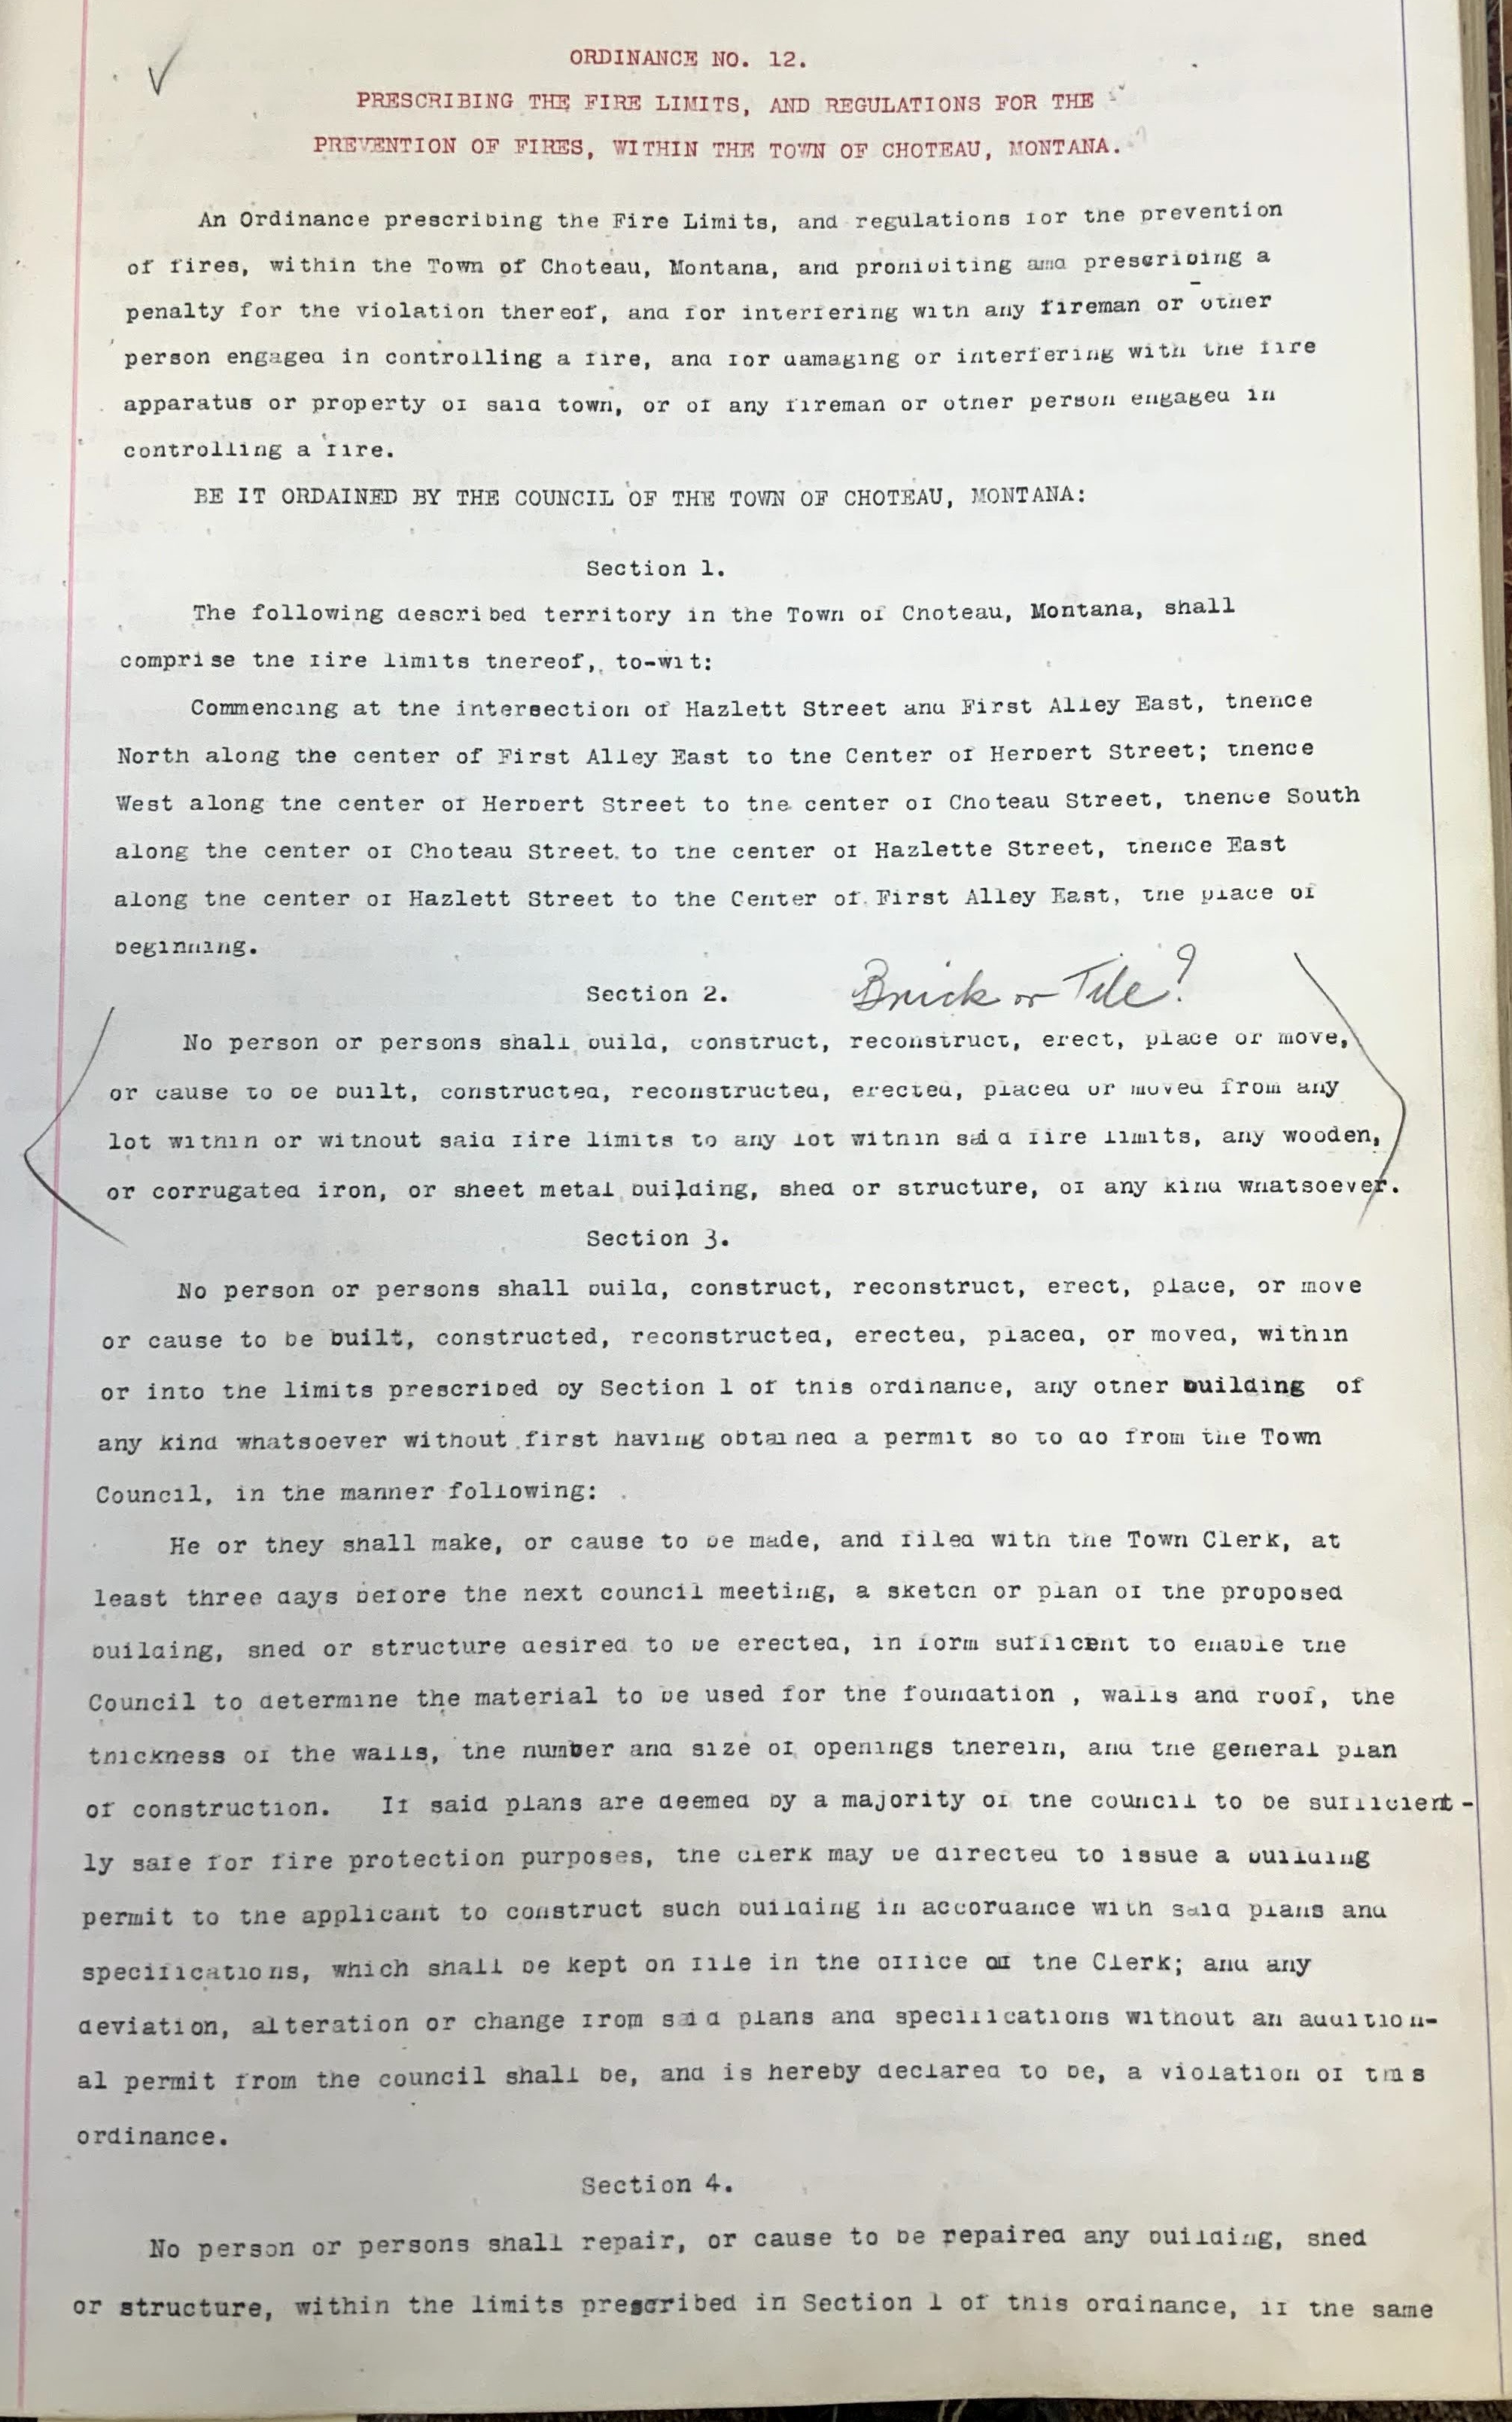 ✓
ORDINANCE NO. 12.
PRESCRIBING THE FIRE LIMITS, AND REGULATIONS FOR THE
PREVENTION OF FIRES, WITHIN THE TOWN OF CHOTEAU, MONTANA.
An Ordinance prescribing the Fire Limits, and regulations for the prevention
of fires, within the Town of Choteau, Montana, and prohibiting and prescribing a
penalty for the violation thereof, and for interfering with any fireman or other
person engaged in controlling a fire, and for damaging or interfering with the fire
apparatus or property of said town, or of any fireman or other person engaged in
controlling a fire.
BE IT ORDAINED BY THE COUNCIL OF THE TOWN OF CHOTEAU, MONTANA:
Section 1.
The following described territory in the Town of Choteau, Montana, shall
comprise the fire limits thereof, to-wit:
Commencing at the intersection of Hazlett Street and First Alley East, thence
North along the center of First Alley East to the Center of Herbert Street; thence
West along the center of Herbert Street to the center of Choteau Street, thence South
along the center of Choteau Street. to the center of Hazlette Street, thence East
along the center of Hazlett Street to the Center of First Alley East, the place of
beginning.
Section 2. Brick or Tile?
No person or persons shall build, construct, reconstruct, erect, place or move,
or cause to be built, constructed, reconstructed, erected, placed or moved from any
lot within or without said fire limits to any lot within said fire limits, any wooden,
or corrugated iron, or sheet metal building, shed or structure, of any kind whatsoever.
Section 3.
No person or persons shall build, construct, reconstruct, erect, place, or move
or cause to be built, constructed, reconstructed, erected, placed, or moved, within
or into the limits prescribed by Section 1 of this ordinance, any other building of
any kind whatsoever without first having obtained a permit so to do from the Town
Council, in the manner following:
He or they shall make, or cause to be made, and filed with the Town Clerk, at
least three days before the next council meeting, a sketch or plan of the proposed
building, shed or structure desired to be erected, in form sufficent to enable the
Council to determine the material to be used for the foundation , walls and roof, the
thickness of the walls, the number and size of openings therein, and the general plan
of construction. If said plans are deemed by a majority of the council to be sufficient-
ly safe for fire protection purposes, the clerk may be directed to issue a building
permit to the applicant to construct such building in accordance with said plans and
specifications, which shall be kept on file in the office of the Clerk; and any
deviation, alteration or change from said plans and specifications without an addition-
al permit from the council shall be, and is hereby declared to be, a violation of this
ordinance.
Section 4.
No person or persons shall repair, or cause to be repaired any building, shed
or structure, within the limits prescribed in Section 1 of this ordinance, if the same